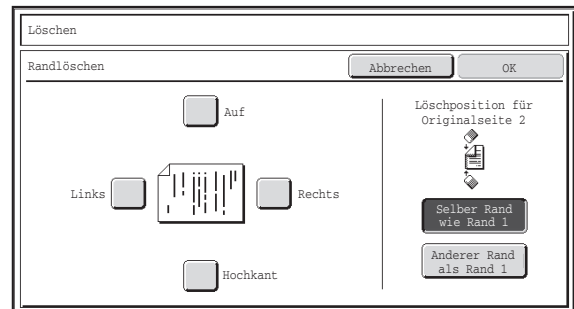 Löschen
Randlöschen
Abbrechen
OK
Auf
Links
Rechts
Hochkant
Löschposition für
Originalseite 2
Selber Rand
wie Rand 1
Anderer Rand
als Rand 1